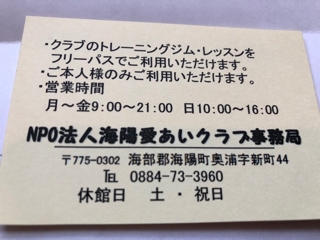 ・クラブのトレーニングジム・レッスンを
フリーパスでご利用いただけます。
・ご本人様のみご利用いただけます。
・営業時間
月～金9:00～21:00 日10:00～16:00
NPO法人海陽愛あいクラブ事務局
〒775-0302 海部郡海陽町奥浦字新町44
TEL 0884-73-3960
休館日 土・祝日